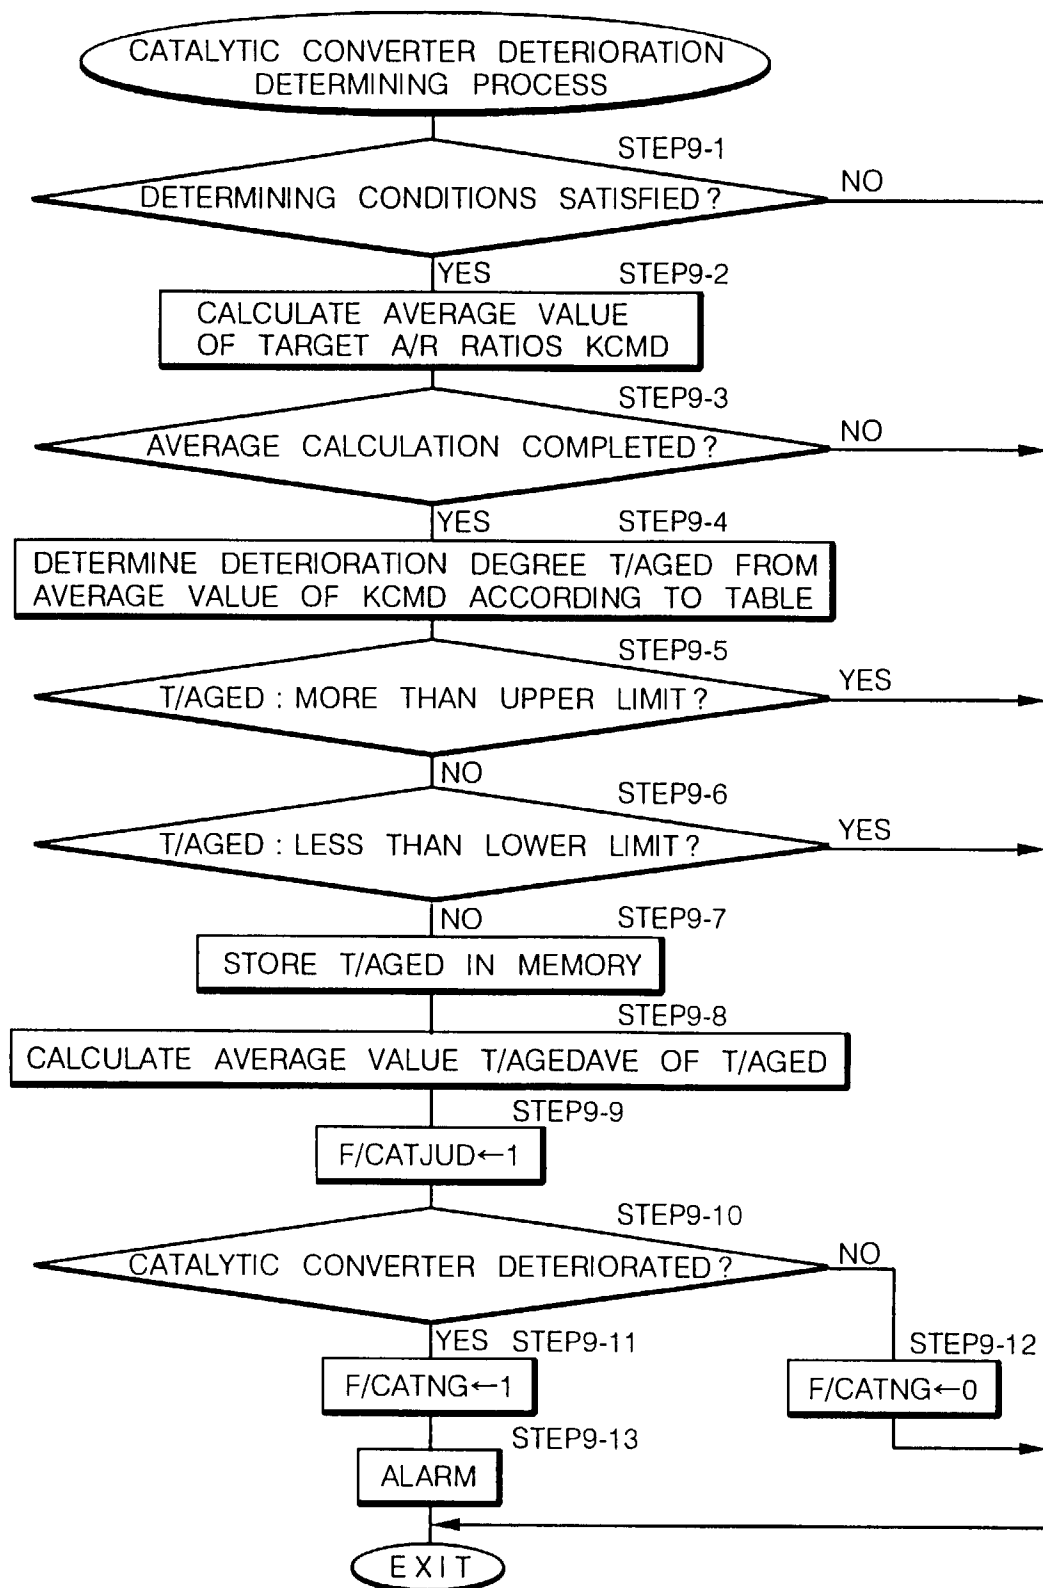 CATALYTIC CONVERTER DETERIORATION
DETERMINING PROCESS
STEP9-1
DETERMINING CONDITIONS SATISFIED?
NO
YES
STEP9-2
CALCULATE AVERAGE VALUE
OF TARGET A/R RATIOS KCMD
STEP9-3
AVERAGE CALCULATION COMPLETED?
NO
YES
STEP9-4
DETERMINE DETERIORATION DEGREE T/AGED FROM
AVERAGE VALUE OF KCMD ACCORDING TO TABLE
STEP9-5
T/AGED : MORE THAN UPPER LIMIT?
YES
NO
STEP9-6
T/AGED : LESS THAN LOWER LIMIT?
YES
NO
STEP9-7
STORE T/AGED IN MEMORY
STEP9-8
CALCULATE AVERAGE VALUE T/AGEDAVE OF T/AGED
STEP9-9
F/CATJUD←1
STEP9-10
CATALYTIC CONVERTER DETERIORATED?
NO
YES
STEP9-11
STEP9-12
F/CATNG←1
F/CATNG←0
STEP9-13
ALARM
EXIT